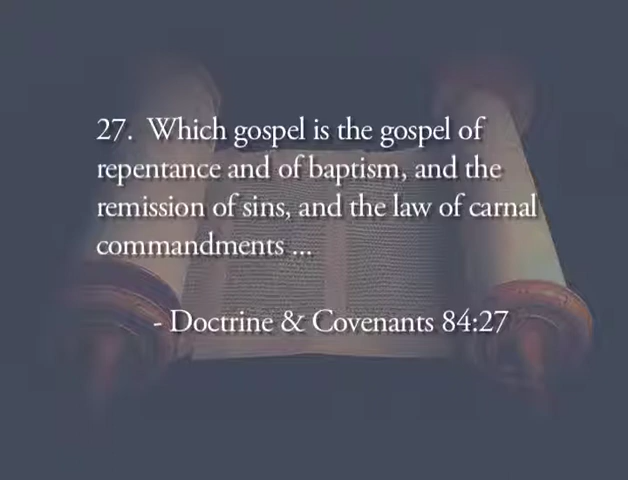 27.  Which gospel is the gospel of
repentance and of baptism, and the
remission of sins, and the law of carnal
commandments ...
- Doctrine & Covenants 84:27